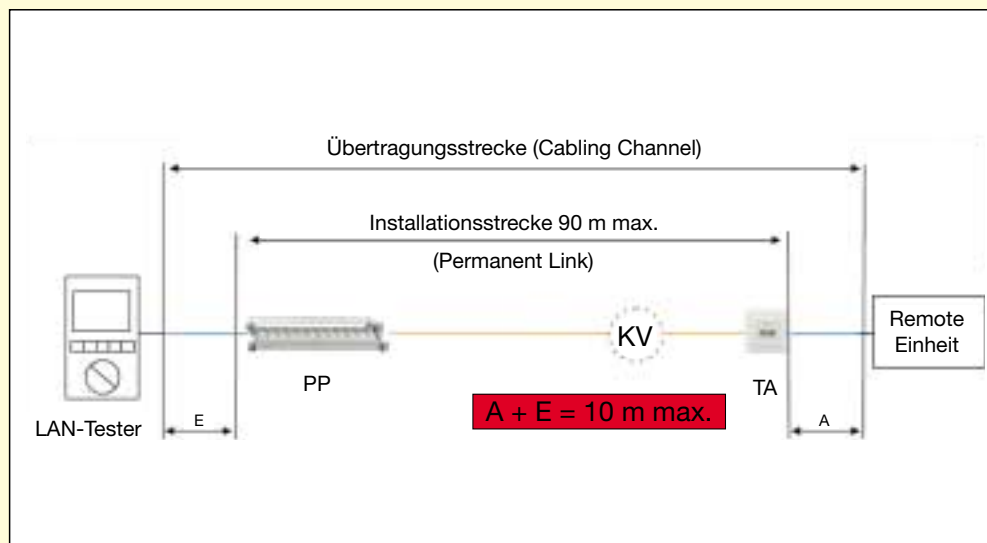 Übertragungsstrecke (Cabling Channel)
Installationsstrecke 90 m max.
(Permanent Link)
KV
Remote
Einheit
PP
TA
A + E = 10 m max.
LAN-Tester
E
A